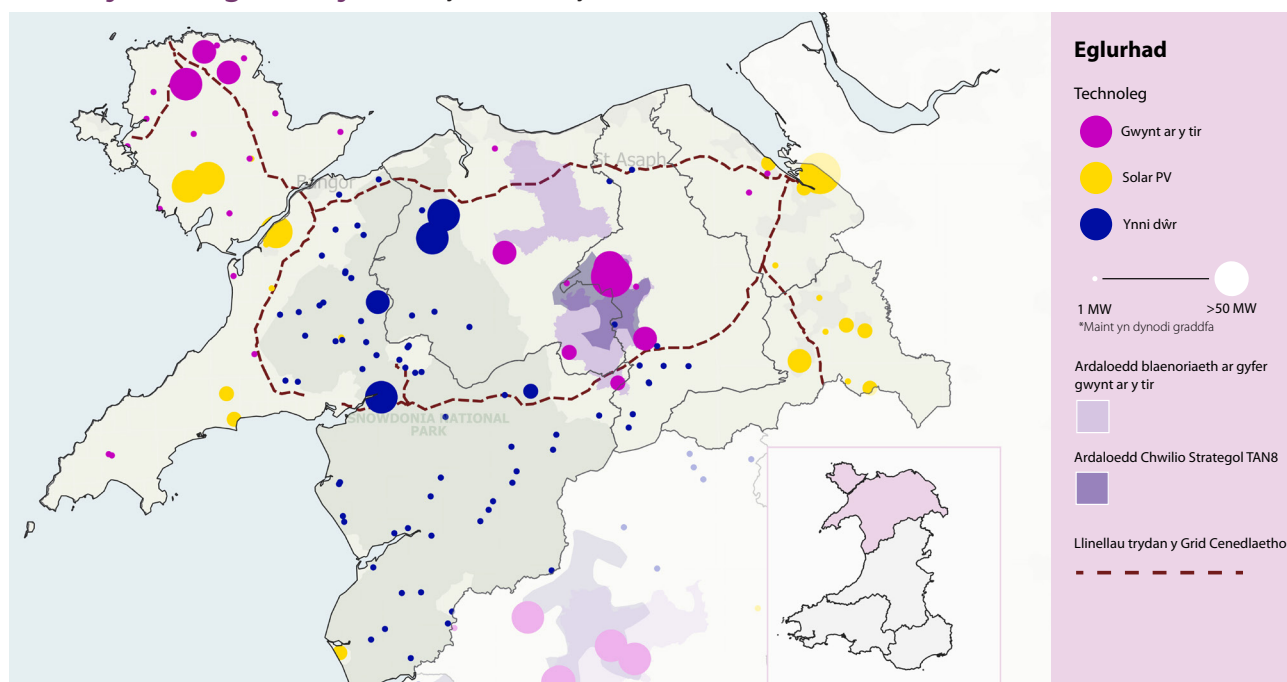 Bangor
St Asaph
SNOWDONIA NATIONAL
PARK
Eglurhad
Technoleg
Gwynt ar y tir
Solar PV
Ynni dŵr
1 MW
>50 MW
*Maint yn dynodi graddfa
Ardaloedd blaenoriaeth ar gyfer
gwynt ar y tir
Ardaloedd Chwilio Strategol TAN8
Llinellau trydan y Grid Cenedlaetho